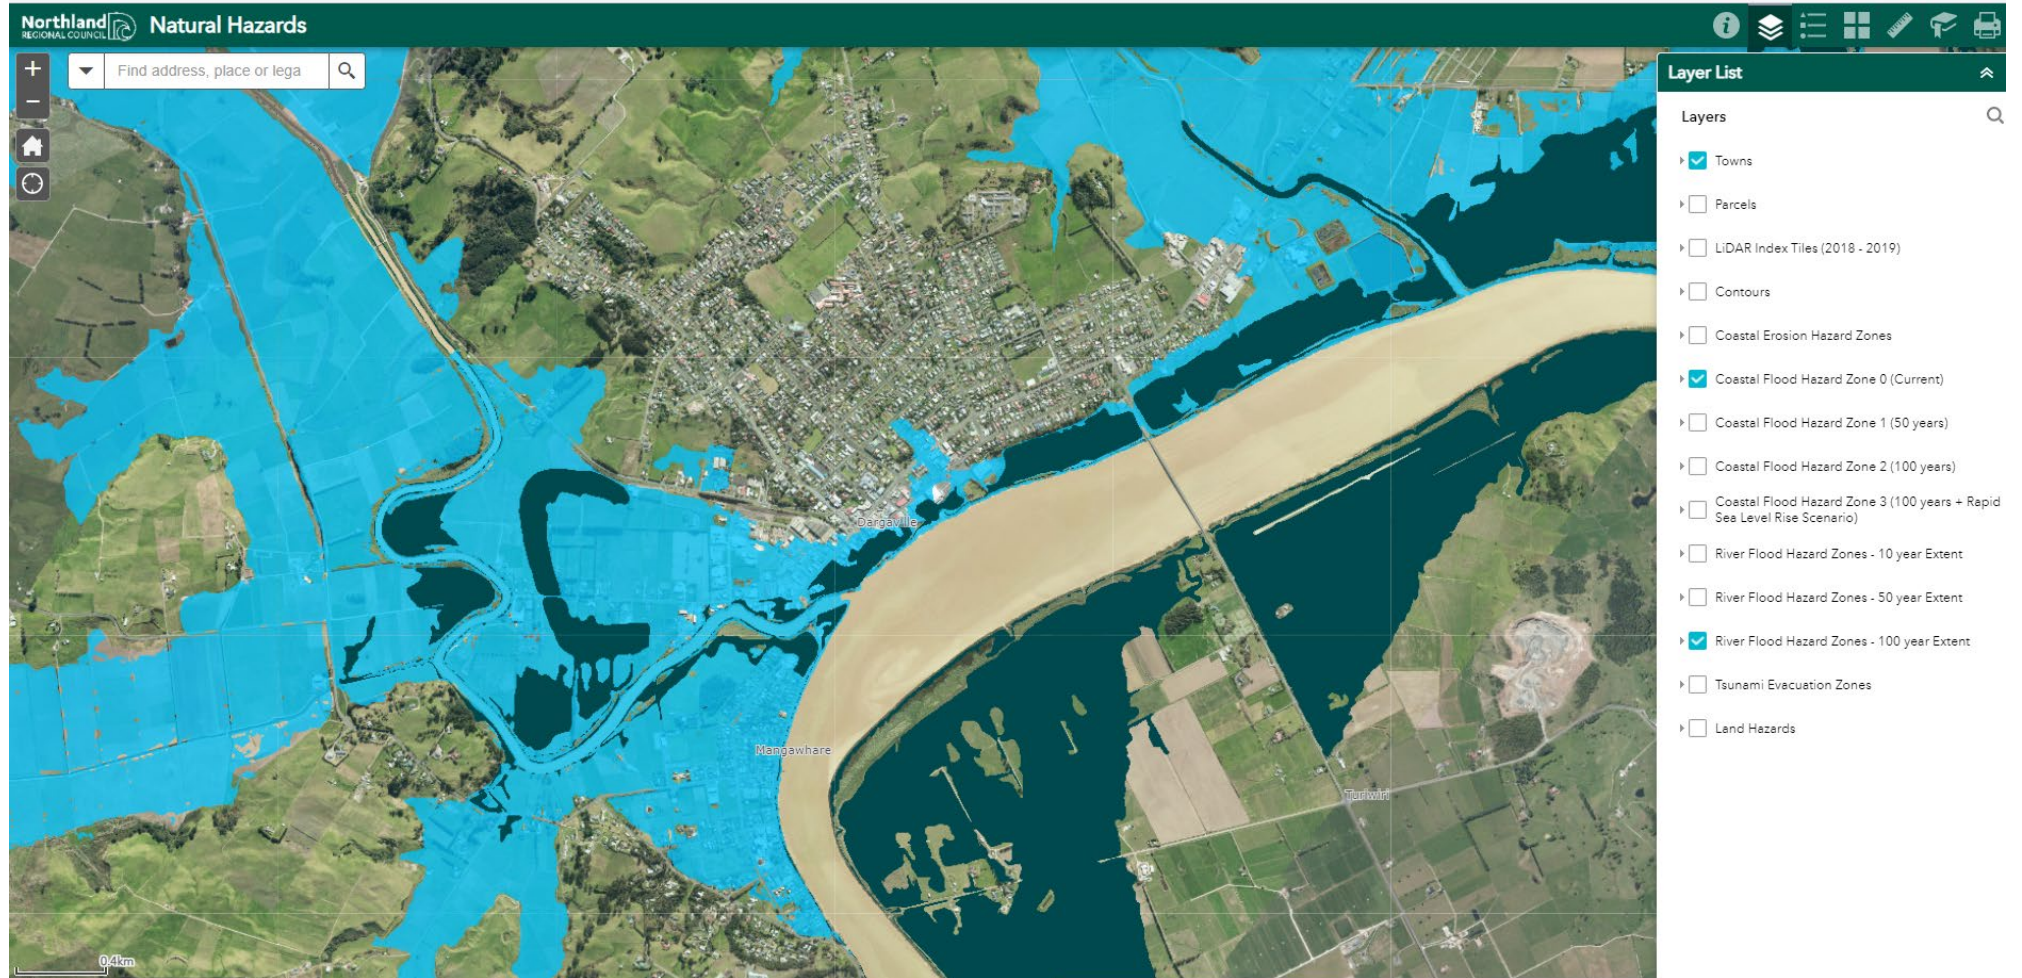 Northland
REGIONAL COUNCIL
Natural Hazards
Find address, place or lega
Layer List
Layers
Towns
Parcels
LiDAR Index Tiles (2018 - 2019)
Contours
Coastal Erosion Hazard Zones
Coastal Flood Hazard Zone 0 (Current)
Coastal Flood Hazard Zone 1 (50 years)
Coastal Flood Hazard Zone 2 (100 years)
Coastal Flood Hazard Zone 3 (100 years + Rapid
Sea Level Rise Scenario)
River Flood Hazard Zones - 10 year Extent
River Flood Hazard Zones - 50 year Extent
River Flood Hazard Zones - 100 year Extent
Tsunami Evacuation Zones
Land Hazards
Dargaville
Mangawhare
Turiwiri
0.4km